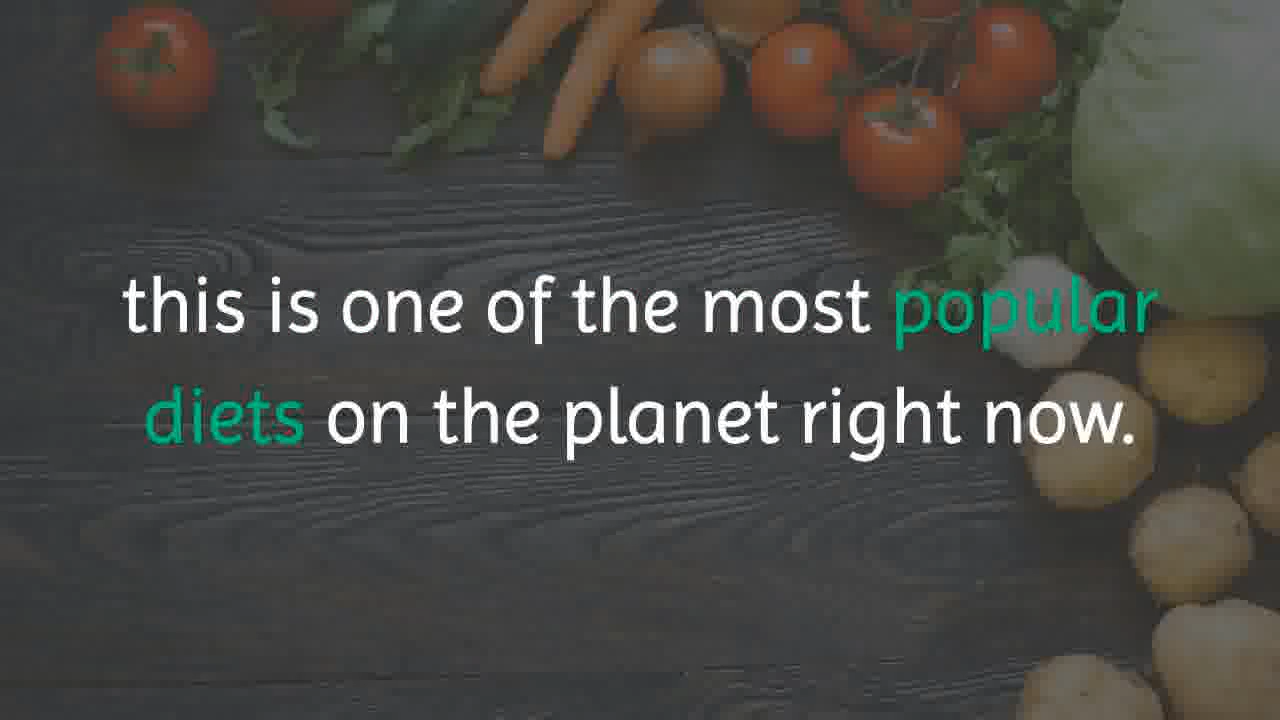 this is one of the most popular
diets on the planet right now.